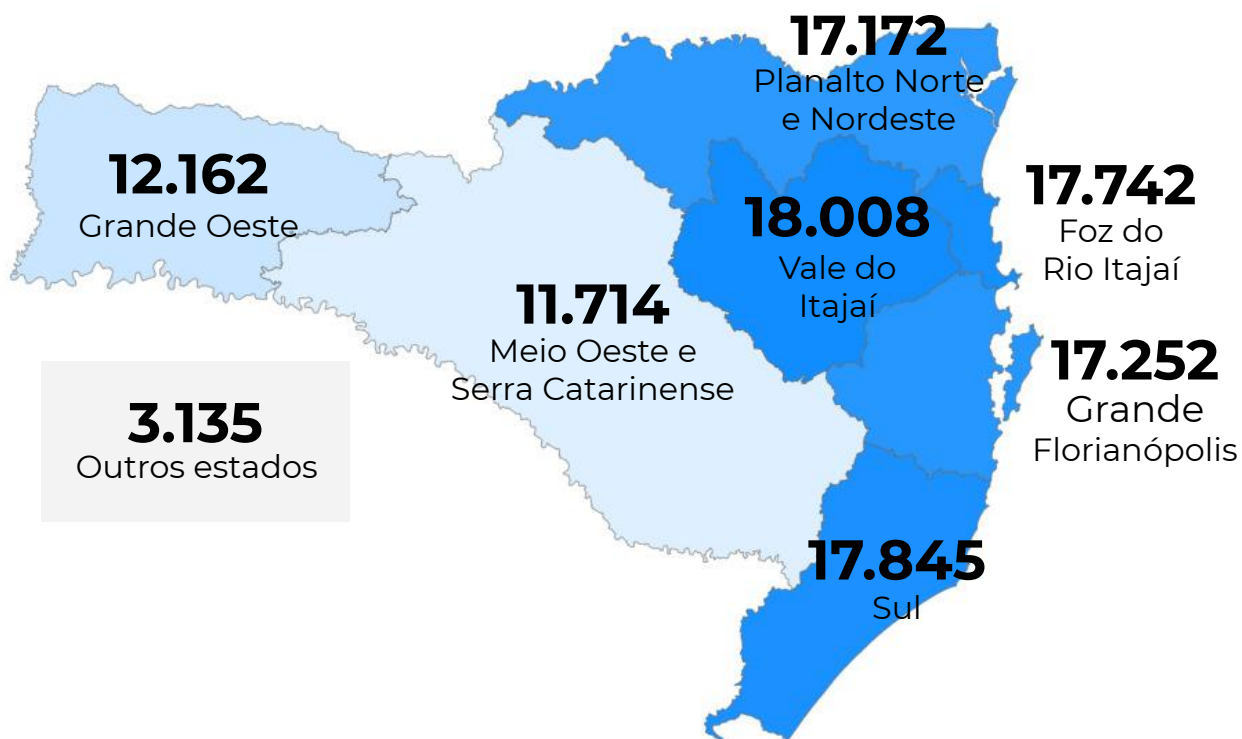 17.172
Planalto Norte
e Nordeste
12.162
Grande Oeste
17.742
Foz do
Rio Itajaí
18.008
Vale do
Itajaí
11.714
Meio Oeste e
Serra Catarinense
17.252
Grande
Florianópolis
3.135
Outros estados
17.845
Sul